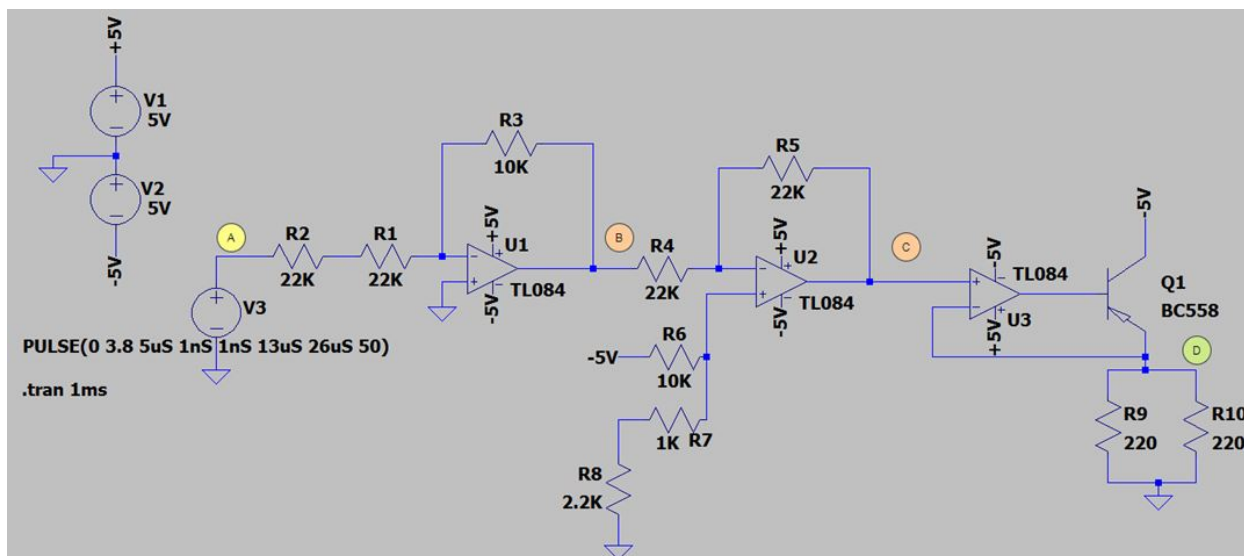 +5V
V1
5V
V2
5V
-5V
A
R2
22K
R1
22K
V3
PULSE(0 3.8 5uS 1nS 1nS 13uS 26uS 50)
.tran 1ms
R3
10K
+5V
U1
-5V
TL084
B
R4
22K
R5
22K
+5V
U2
-5V
TL084
C
-5V
R6
10K
1K
R7
R8
2.2K
-5V
TL084
U3
+5V
-5V
Q1
BC558
D
R9
220
R10
220